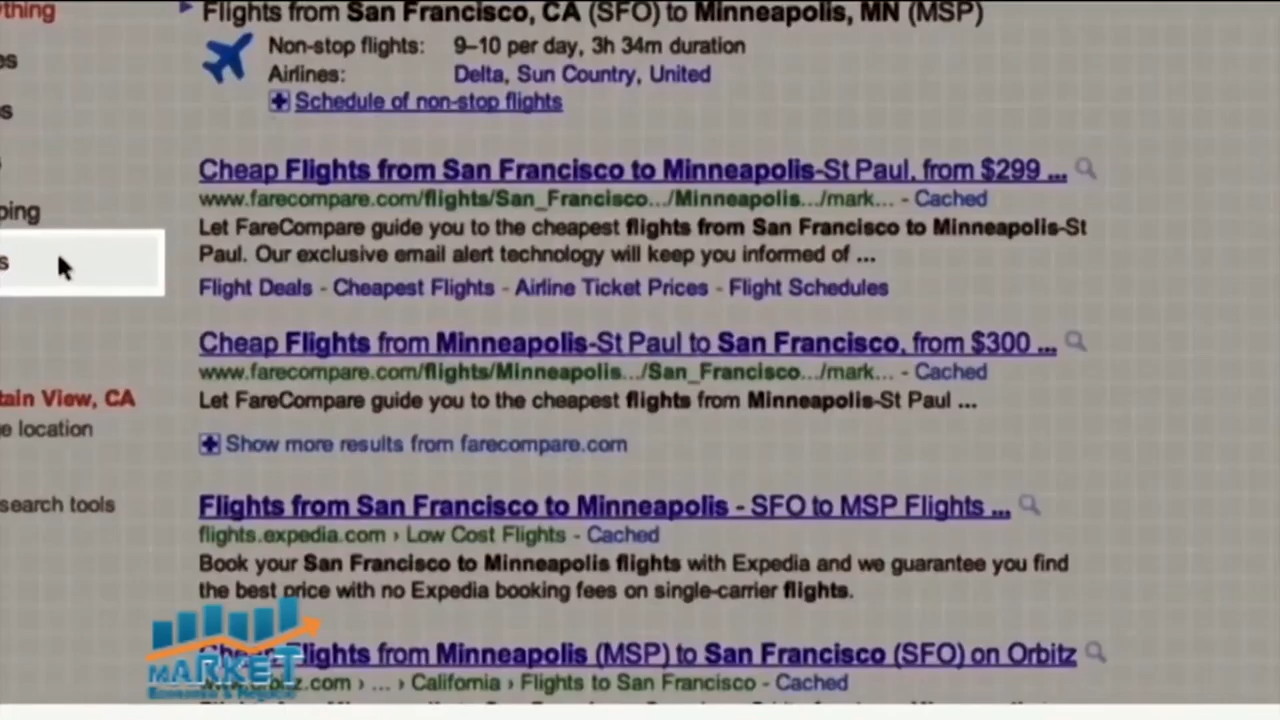 Flights from San Francisco, CA (SFO) to Minneapolis, MN (MSP)
Non-stop flights: 9–10 per day, 3h 34m duration
Airlines: Delta, Sun Country, United
Schedule of non-stop flights
Cheap Flights from San Francisco to Minneapolis-St Paul, from $299 ...
www.farecompare.com/flights/San_Francisco.../Minneapolis.../mark... - Cached
Let FareCompare guide you to the cheapest flights from San Francisco to Minneapolis-St
Paul. Our exclusive email alert technology will keep you informed of ...
Flight Deals - Cheapest Flights - Airline Ticket Prices - Flight Schedules
Cheap Flights from Minneapolis-St Paul to San Francisco, from $300 ...
www.farecompare.com/flights/Minneapolis.../San_Francisco.../mark... - Cached
tain View, CA
Let FareCompare guide you to the cheapest flights from Minneapolis-St Paul ...
e location
Show more results from farecompare.com
search tools
Flights from San Francisco to Minneapolis - SFO to MSP Flights ...
flights.expedia.com › Low Cost Flights - Cached
Book your San Francisco to Minneapolis flights with Expedia and we guarantee you find
the best price with no Expedia booking fees on single-carrier flights.
Flights from Minneapolis (MSP) to San Francisco (SFO) on Orbitz
MARKET
› ... › California › Flights to San Francisco - Cached